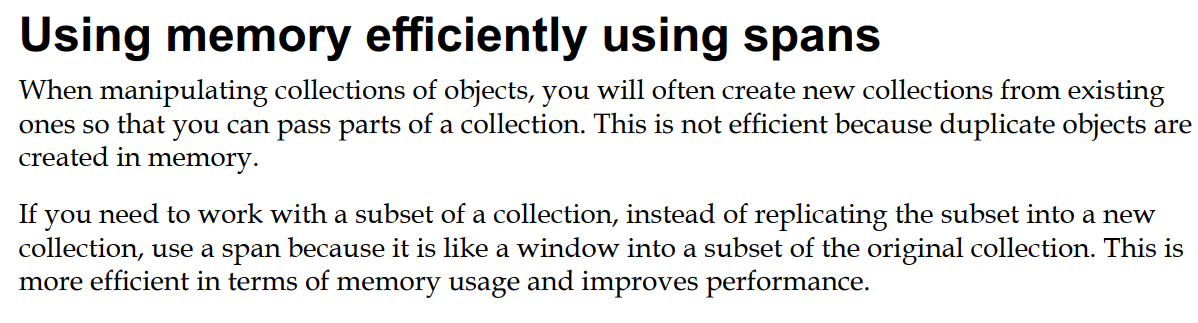 Using memory efficiently using spans
When manipulating collections of objects, you will often create new collections from existing
ones so that you can pass parts of a collection. This is not efficient because duplicate objects are
created in memory.
If you need to work with a subset of a collection, instead of replicating the subset into a new
collection, use a span because it is like a window into a subset of the original collection. This is
more efficient in terms of memory usage and improves performance.